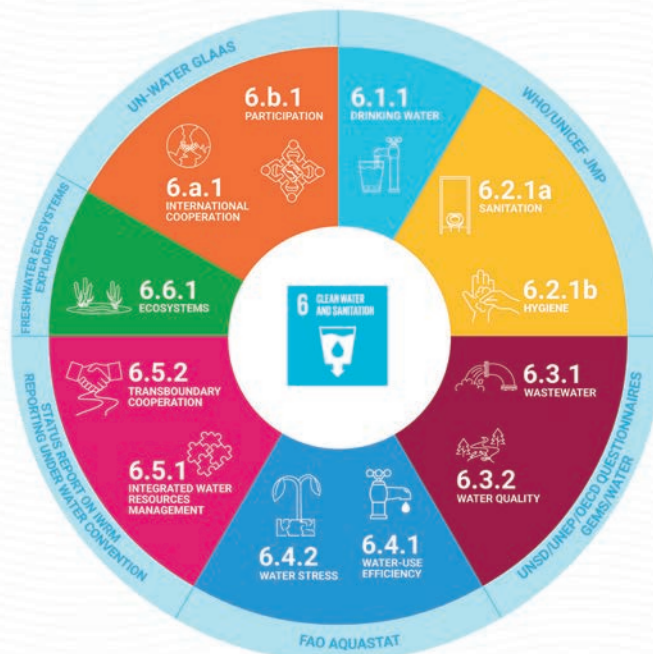 UN-WATER GLAAS
WHO/UNICEF JMP
UNSD/UNEP/OECD QUESTIONNAIRES
GEMS/WATER
FAO AQUASTAT
STATUS REPORT ON IWRM
REPORTING UNDER WATER CONVENTION
FRESHWATER ECOSYSTEMS
EXPLORER
6.1.1
DRINKING WATER
6.2.1a
SANITATION
6.2.1b
HYGIENE
6.3.1
WASTEWATER
6.3.2
WATER QUALITY
6.4.1
WATER-USE
EFFICIENCY
6.4.2
WATER STRESS
6.5.1
INTEGRATED WATER
RESOURCES
MANAGEMENT
6.5.2
TRANSBOUNDARY
COOPERATION
6.6.1
ECOSYSTEMS
6.a.1
INTERNATIONAL
COOPERATION
6.b.1
PARTICIPATION
6 CLEAN WATER
AND SANITATION